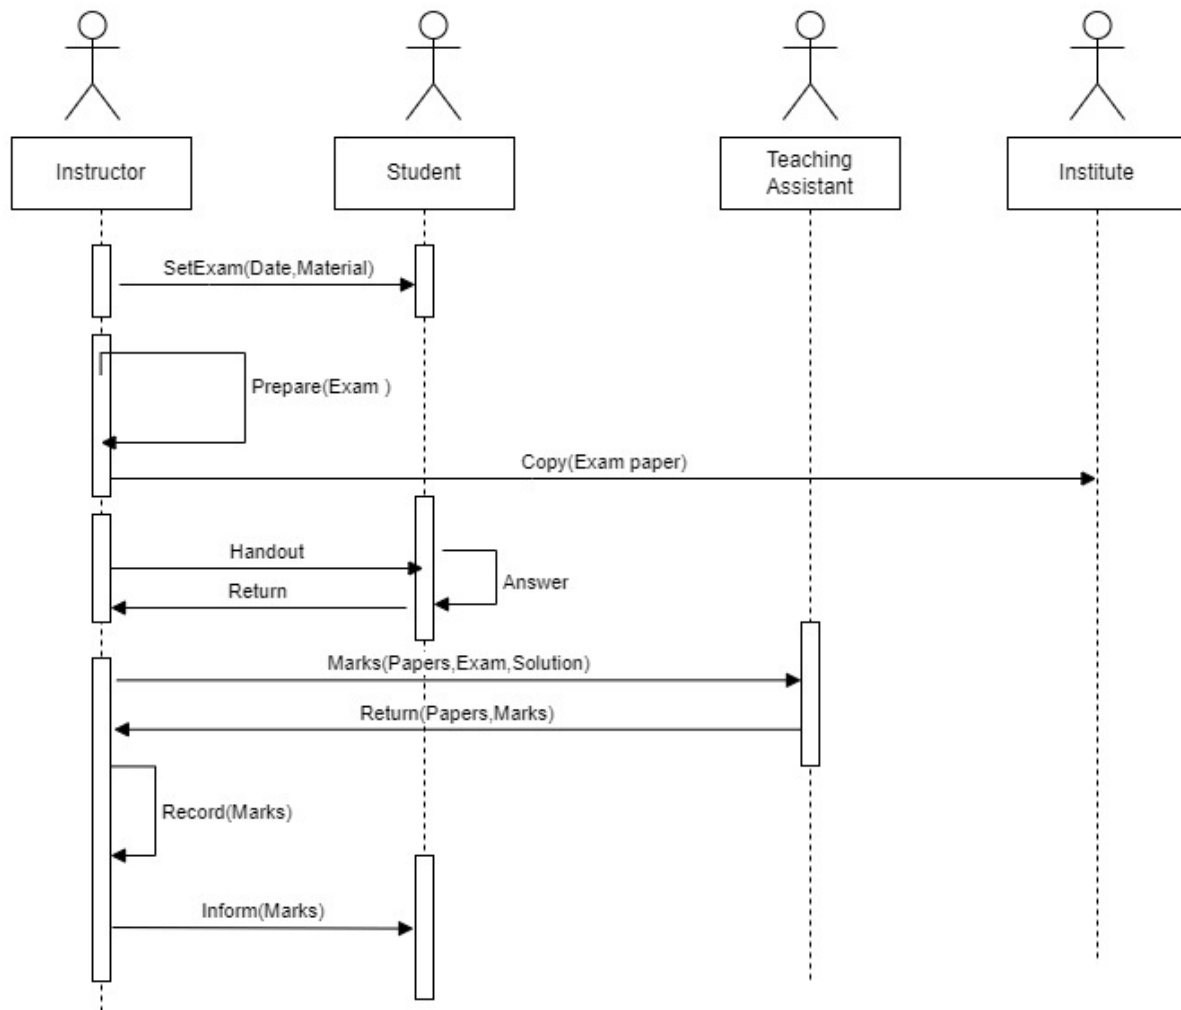 Instructor
Student
Teaching
Assistant
Institute
SetExam(Date,Material)
Prepare(Exam )
Copy(Exam paper)
Handout
Answer
Return
Marks(Papers,Exam,Solution)
Return(Papers,Marks)
Record(Marks)
Inform(Marks)